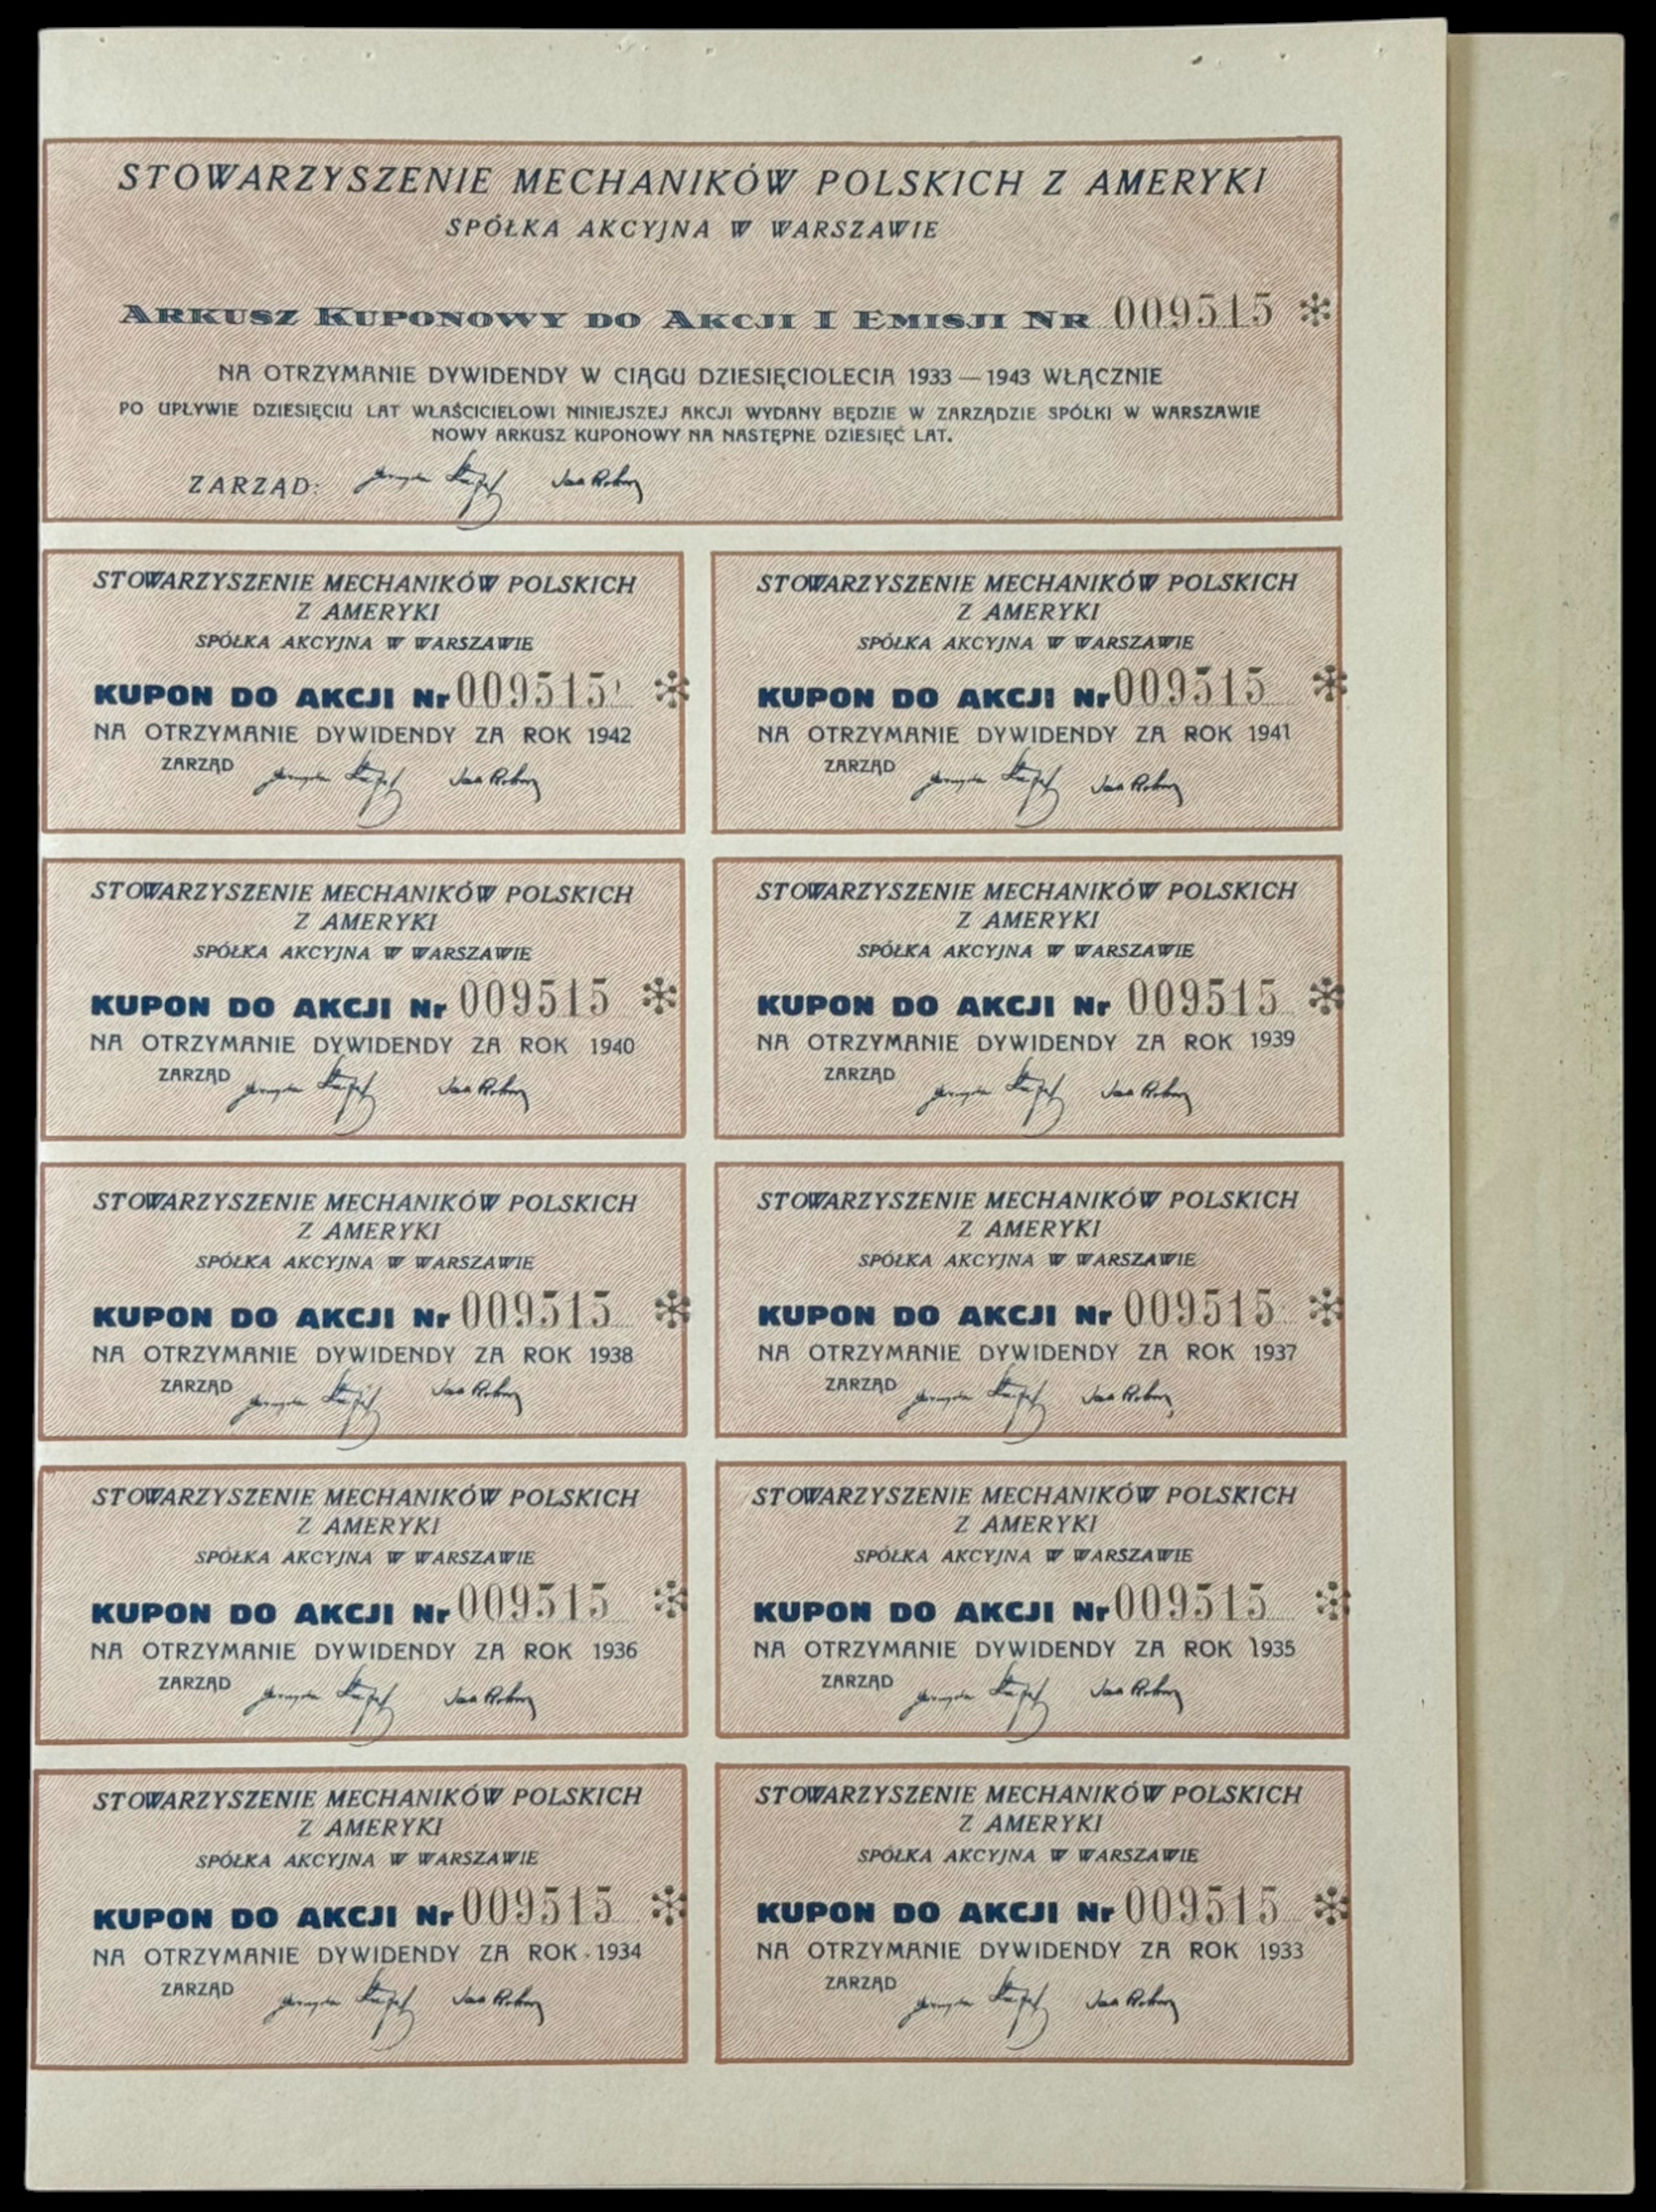 STOWARZYSZENIE MECHANIKÓW POLSKICH Z AMERYKI
SPÓŁKA AKCYJNA W WARSZAWIE
ARKUSZ KUPONOWY DO AKCJI I EMISJI NR 009515 *
NA OTRZYMANIE DYWIDENDY W CIĄGU DZIESIĘCIOLECIA 1933 — 1943 WŁĄCZNIE
PO UPŁYWIE DZIESIĘCIU LAT WŁAŚCICIELOWI NINIEJSZEJ AKCJI WYDANY BĘDZIE W ZARZĄDZIE SPÓŁKI W WARSZAWIE
NOWY ARKUSZ KUPONOWY NA NASTĘPNE DZIESIĘĆ LAT.
ZARZĄD:
STOWARZYSZENIE MECHANIKÓW POLSKICH
Z AMERYKI
SPÓŁKA AKCYJNA W WARSZAWIE
KUPON DO AKCJI Nr 009515 *
NA OTRZYMANIE DYWIDENDY ZA ROK 1942
ZARZĄD
STOWARZYSZENIE MECHANIKÓW POLSKICH
Z AMERYKI
SPÓŁKA AKCYJNA W WARSZAWIE
KUPON DO AKCJI Nr 009515 *
NA OTRZYMANIE DYWIDENDY ZA ROK 1941
ZARZĄD
STOWARZYSZENIE MECHANIKÓW POLSKICH
Z AMERYKI
SPÓŁKA AKCYJNA W WARSZAWIE
KUPON DO AKCJI Nr 009515 *
NA OTRZYMANIE DYWIDENDY ZA ROK 1940
ZARZĄD
STOWARZYSZENIE MECHANIKÓW POLSKICH
Z AMERYKI
SPÓŁKA AKCYJNA W WARSZAWIE
KUPON DO AKCJI Nr 009515 *
NA OTRZYMANIE DYWIDENDY ZA ROK 1939
ZARZĄD
STOWARZYSZENIE MECHANIKÓW POLSKICH
Z AMERYKI
SPÓŁKA AKCYJNA W WARSZAWIE
KUPON DO AKCJI Nr 009515 *
NA OTRZYMANIE DYWIDENDY ZA ROK 1938
ZARZĄD
STOWARZYSZENIE MECHANIKÓW POLSKICH
Z AMERYKI
SPÓŁKA AKCYJNA W WARSZAWIE
KUPON DO AKCJI Nr 009515 *
NA OTRZYMANIE DYWIDENDY ZA ROK 1937
ZARZĄD
STOWARZYSZENIE MECHANIKÓW POLSKICH
Z AMERYKI
SPÓŁKA AKCYJNA W WARSZAWIE
KUPON DO AKCJI Nr 009515 *
NA OTRZYMANIE DYWIDENDY ZA ROK 1936
ZARZĄD
STOWARZYSZENIE MECHANIKÓW POLSKICH
Z AMERYKI
SPÓŁKA AKCYJNA W WARSZAWIE
KUPON DO AKCJI Nr 009515 *
NA OTRZYMANIE DYWIDENDY ZA ROK 1935
ZARZĄD
STOWARZYSZENIE MECHANIKÓW POLSKICH
Z AMERYKI
SPÓŁKA AKCYJNA W WARSZAWIE
KUPON DO AKCJI Nr 009515 *
NA OTRZYMANIE DYWIDENDY ZA ROK 1934
ZARZĄD
STOWARZYSZENIE MECHANIKÓW POLSKICH
Z AMERYKI
SPÓŁKA AKCYJNA W WARSZAWIE
KUPON DO AKCJI Nr 009515 *
NA OTRZYMANIE DYWIDENDY ZA ROK 1933
ZARZĄD